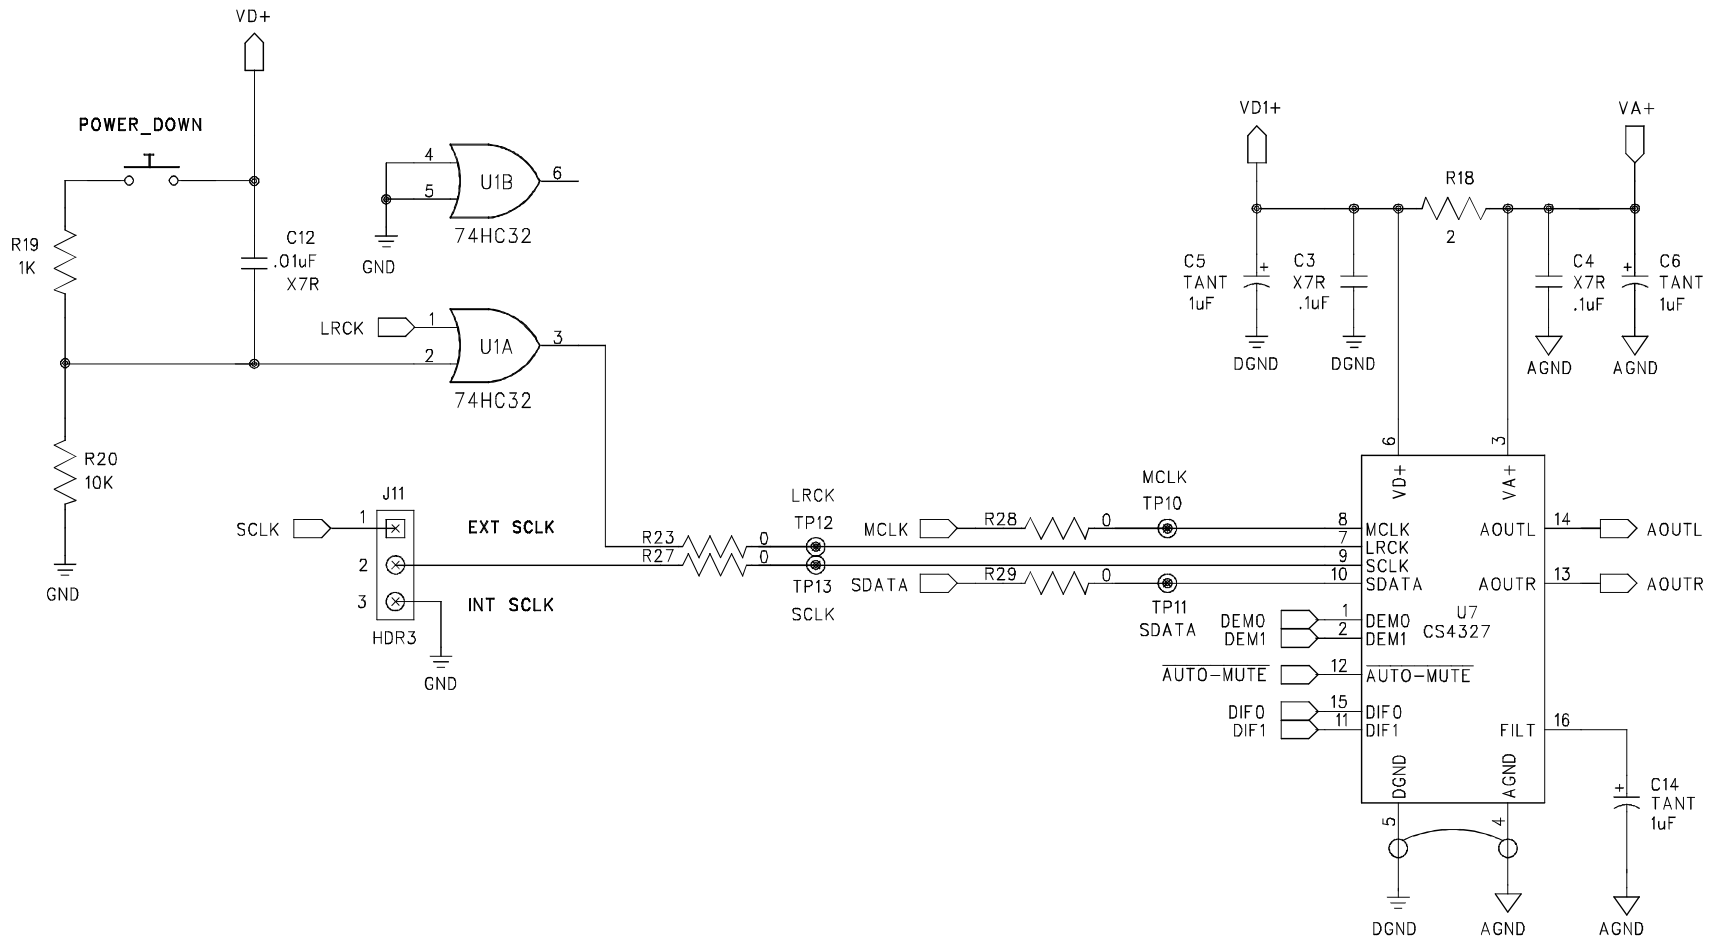 VD+
POWER_DOWN
R19
1K
C12
.01uF
X7R
R20
10K
GND
4
5
6
U1B
74HC32
GND
LRCK
1
2
3
U1A
74HC32
J11
SCLK
1
2
3
EXT SCLK
INT SCLK
HDR3
GND
R23
0
R27
0
LRCK
TP12
TP13
SCLK
MCLK
R28
0
MCLK
TP10
SDATA
R29
0
TP11
SDATA
VD1+
VA+
R18
2
C5
TANT
1uF
+
DGND
C3
X7R
.1uF
DGND
C4
X7R
.1uF
AGND
+
C6
TANT
1uF
AGND
6
3
VD+
VA+
8
MCLK
7
LRCK
9
SCLK
10
SDATA
AOUTL
14
AOUTL
AOUTR
13
AOUTR
U7
CS4327
DEM0
1
DEM0
DEM1
2
DEM1
AUTO-MUTE
12
AUTO-MUTE
DIF0
15
DIF0
DIF1
11
DIF1
FILT
16
DGND
AGND
5
4
DGND
AGND
+
C14
TANT
1uF
AGND